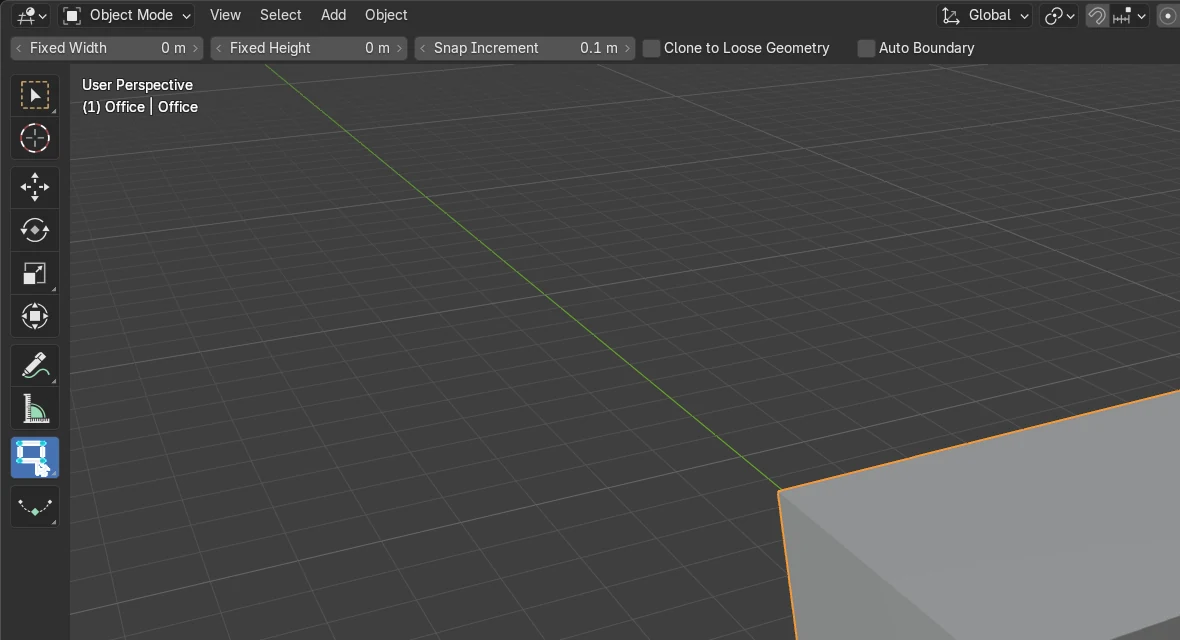 Object Mode View Select Add Object Global
Fixed Width 0 m Fixed Height 0 m Snap Increment 0.1 m Clone to Loose Geometry Auto Boundary
User Perspective
(1) Office | Office